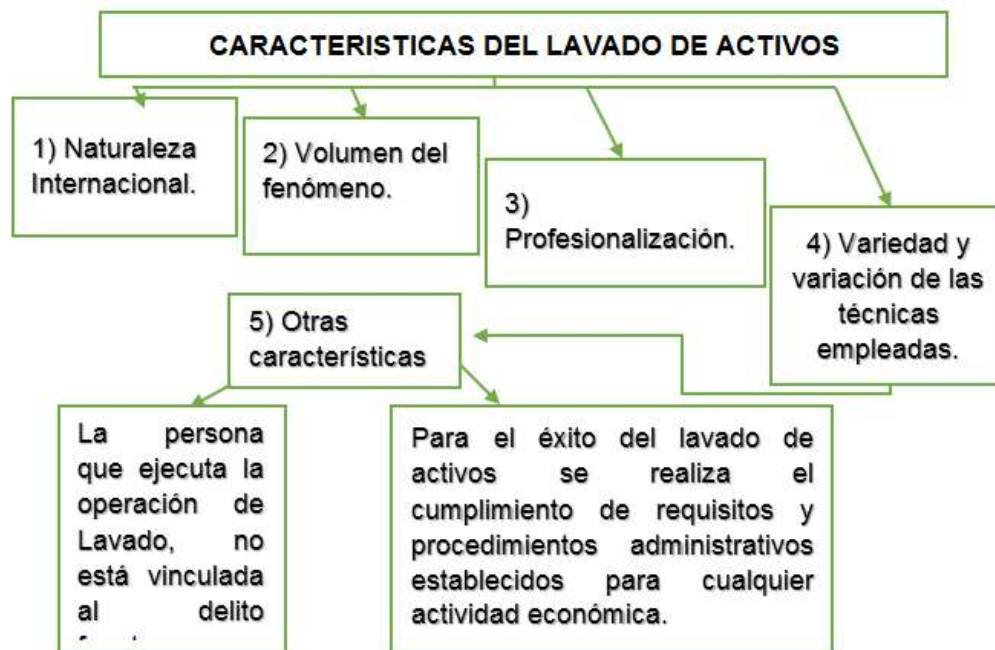 CARACTERISTICAS DEL LAVADO DE ACTIVOS
1) Naturaleza
Internacional.
2) Volumen del
fenómeno.
3)
Profesionalización.
4) Variedad y
variación de las
técnicas
empleadas.
5) Otras
características
La persona
que ejecuta la
operación de
Lavado, no
está vinculada
al delito
Para el éxito del lavado de
activos se realiza el
cumplimiento de requisitos y
procedimientos administrativos
establecidos para cualquier
actividad económica.